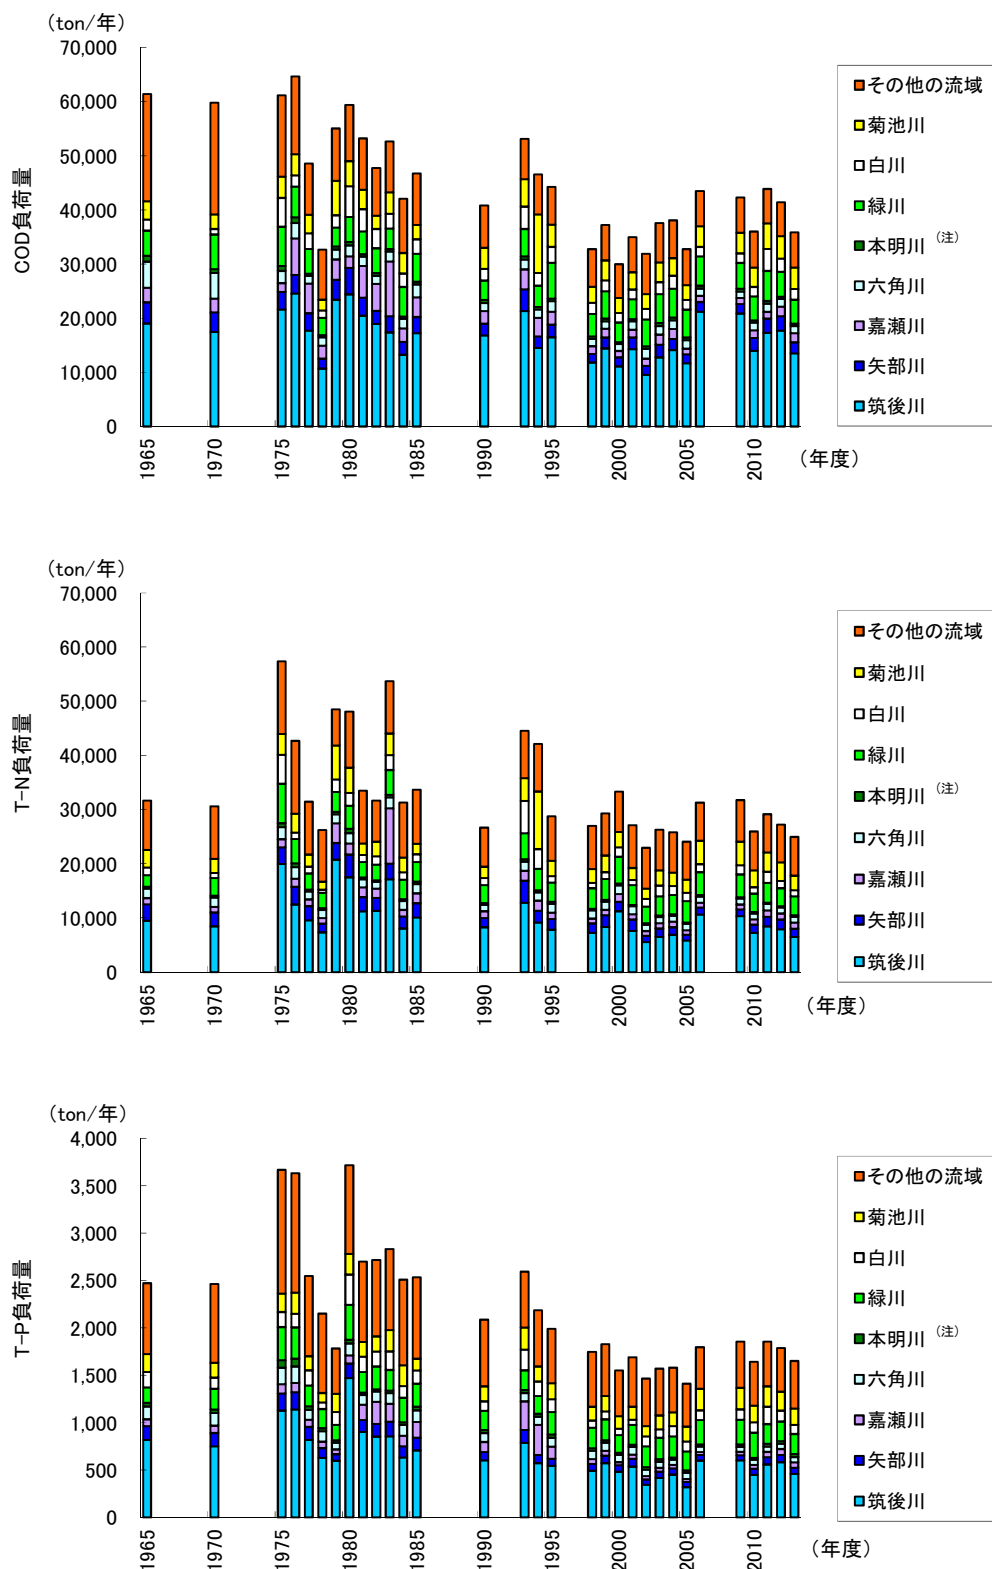 (ton/年)
70,000
60,000
50,000
40,000
30,000
20,000
10,000
0
COD負荷量
1965
1970
1975
1980
1985
1990
1995
2000
2005
2010
(年度)
その他の流域
菊池川
白川
緑川
本明川 (注)
六角川
嘉瀬川
矢部川
筑後川
(ton/年)
70,000
60,000
50,000
40,000
30,000
20,000
10,000
0
T-N負荷量
1965
1970
1975
1980
1985
1990
1995
2000
2005
2010
(年度)
その他の流域
菊池川
白川
緑川
本明川 (注)
六角川
嘉瀬川
矢部川
筑後川
(ton/年)
4,000
3,500
3,000
2,500
2,000
1,500
1,000
500
0
T-P負荷量
1965
1970
1975
1980
1985
1990
1995
2000
2005
2010
(年度)
その他の流域
菊池川
白川
緑川
本明川 (注)
六角川
嘉瀬川
矢部川
筑後川